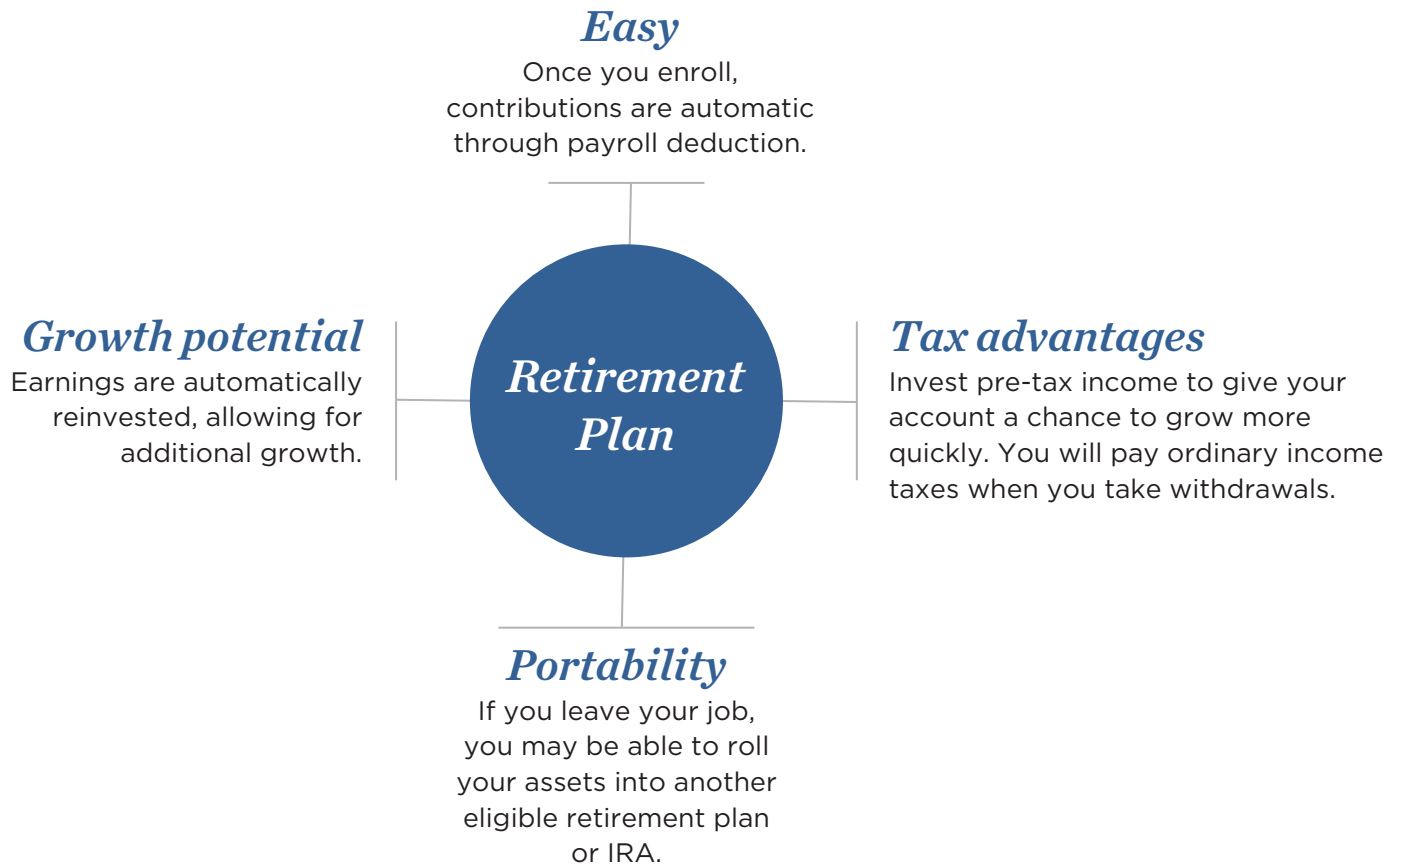 Easy
Once you enroll,
contributions are automatic
through payroll deduction.
Growth potential
Earnings are automatically
reinvested, allowing for
additional growth.
Retirement
Plan
Tax advantages
Invest pre-tax income to give your
account a chance to grow more
quickly. You will pay ordinary income
taxes when you take withdrawals.
Portability
If you leave your job,
you may be able to roll
your assets into another
eligible retirement plan
or IRA.